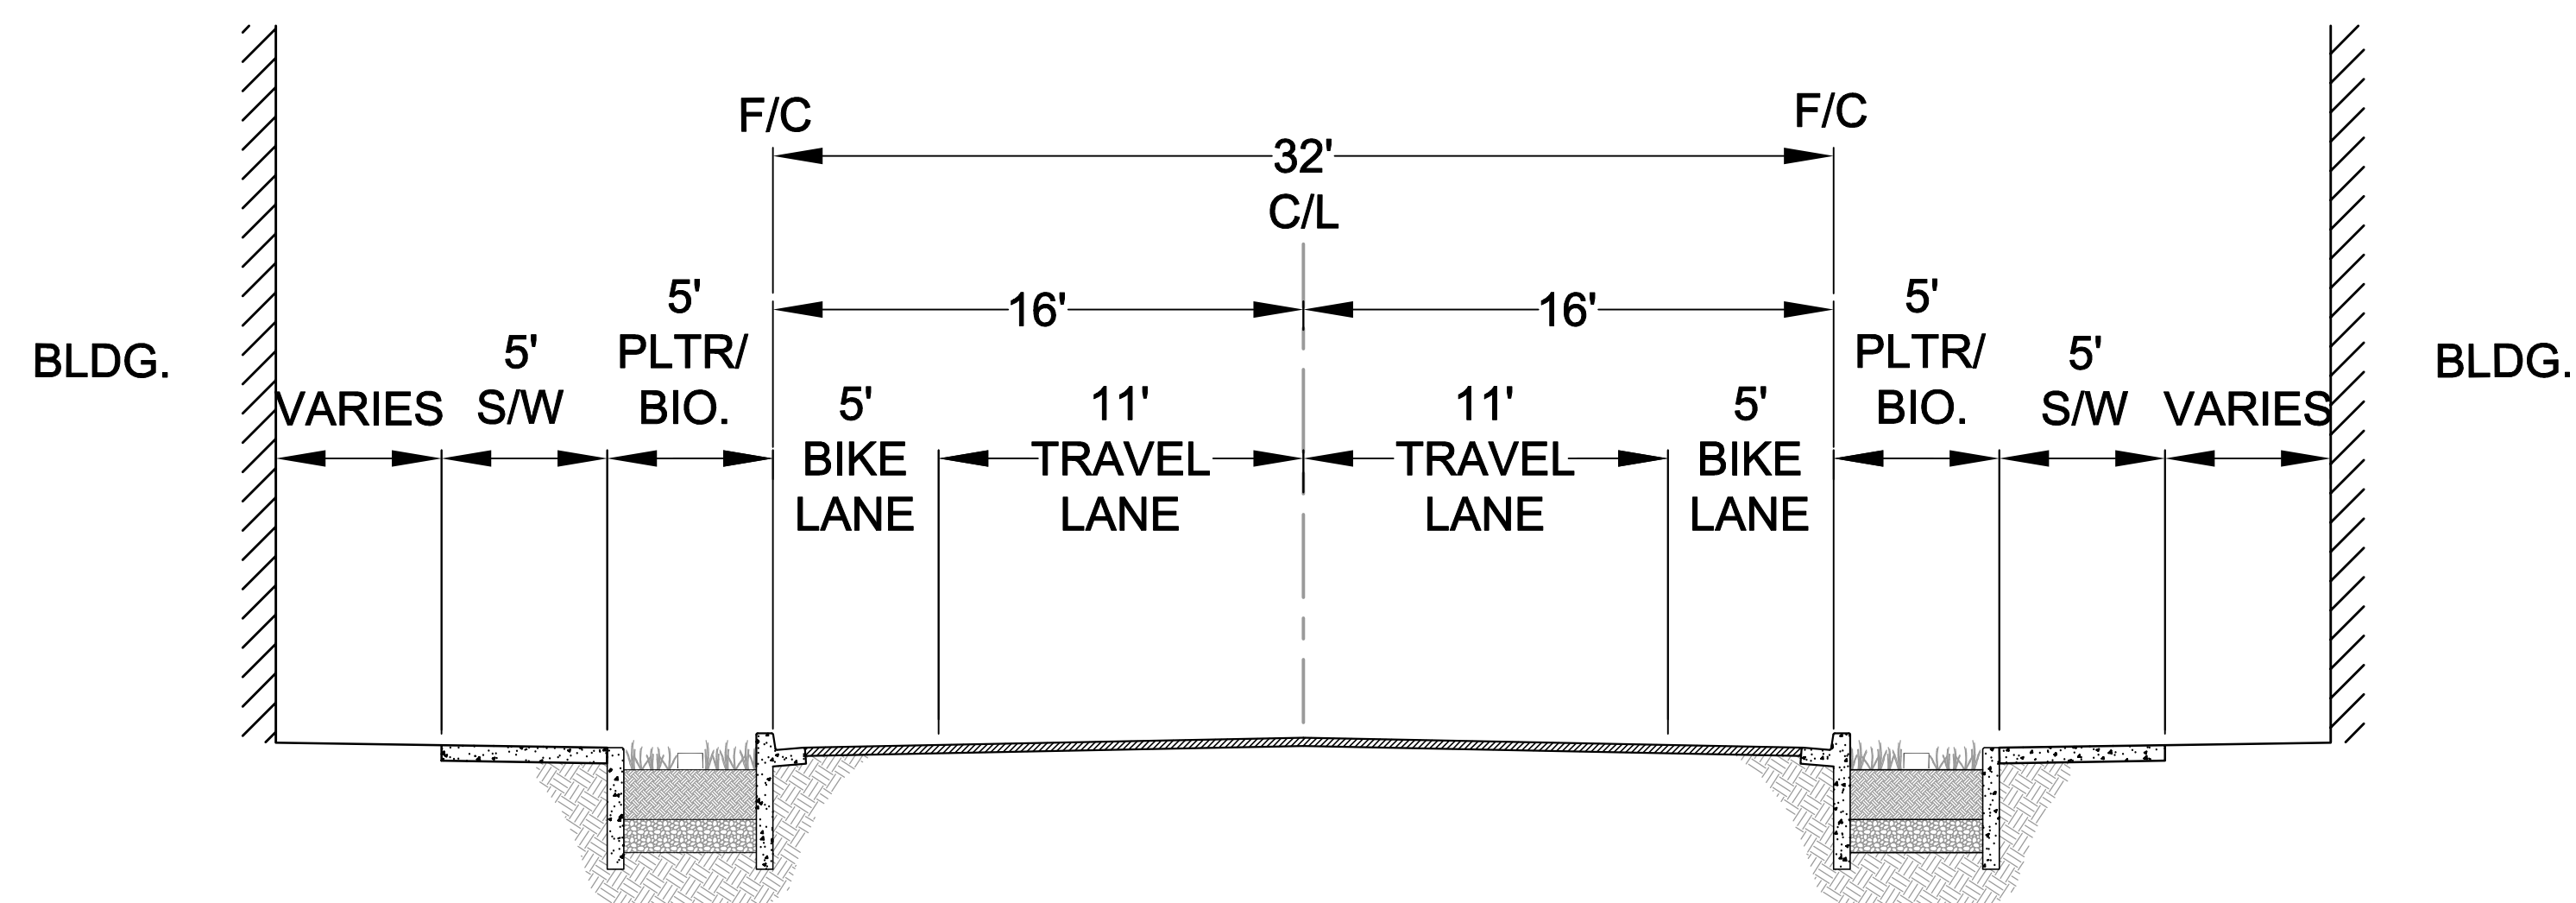 F/C
F/C
32'
C/L
16'
16'
BLDG.
VARIES
5'
S/W
5'
PLTR/
BIO.
5'
BIKE
LANE
11'
TRAVEL
LANE
11'
TRAVEL
LANE
5'
BIKE
LANE
5'
PLTR/
BIO.
5'
S/W
VARIES
BLDG.